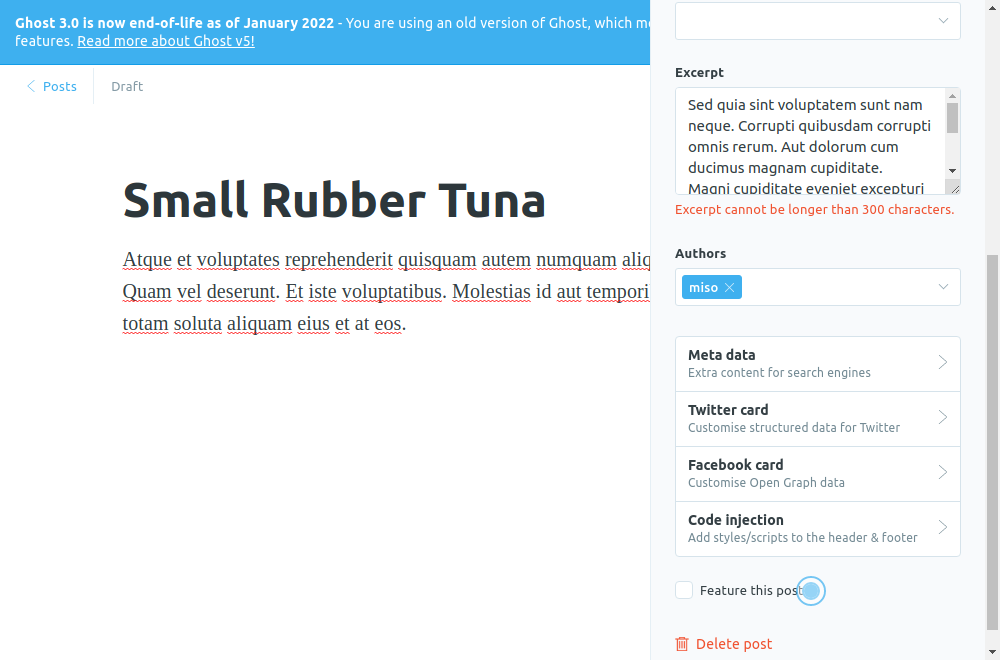 Ghost 3.0 is now end-of-life as of January 2022 - You are using an old version of Ghost, which
features. Read more about Ghost v5!
Posts
Draft
Small Rubber Tuna
Atque et voluptates reprehenderit quisquam autem numquam
Quam vel deserunt. Et iste voluptatibus. Molestias id aut
totam soluta aliquam eius et at eos.
Excerpt
Sed quia sint voluptatem sunt nam
neque. Corrupti quibusdam corrupti
omnis rerum. Aut dolorum cum
ducimus magnam cupiditate.
Magni cupiditate eveniet excepturi
Excerpt cannot be longer than 300 characters.
Authors
miso
Meta data
Extra content for search engines
Twitter card
Customise structured data for Twitter
Facebook card
Customise Open Graph data
Code injection
Add styles/scripts to the header & footer
Feature this post
Delete post